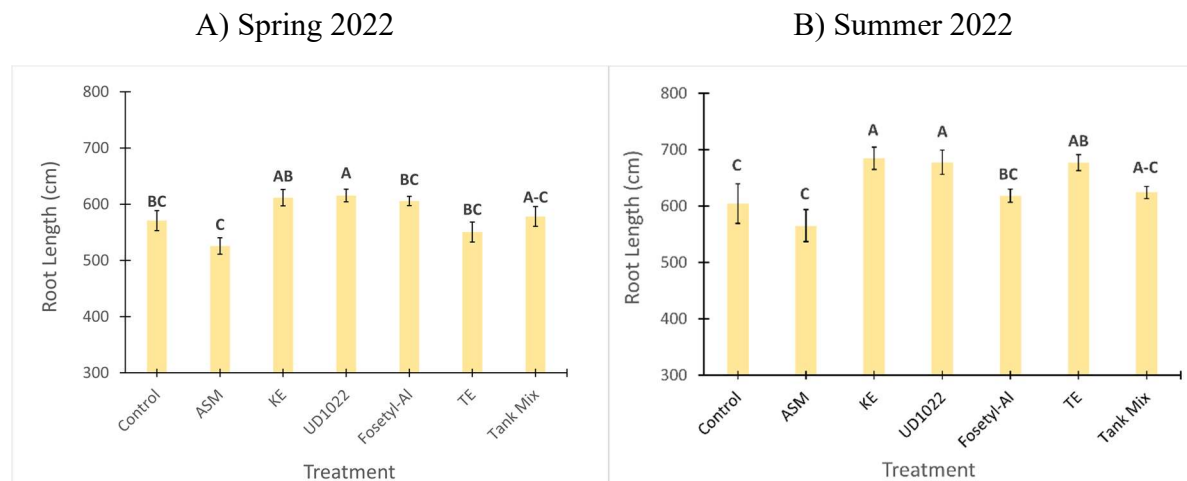 A) Spring 2022
800
700
600
500
400
300
Root Length (cm)
BC
C
AB
A
BC
BC
A-C
Control
ASM
KE
UD1022
Fosetyl-Al
TE
Tank Mix
Treatment
B) Summer 2022
800
700
600
500
400
300
Root Length (cm)
C
C
A
A
BC
AB
A-C
Control
ASM
KE
UD1022
Fosetyl-Al
TE
Tank Mix
Treatment